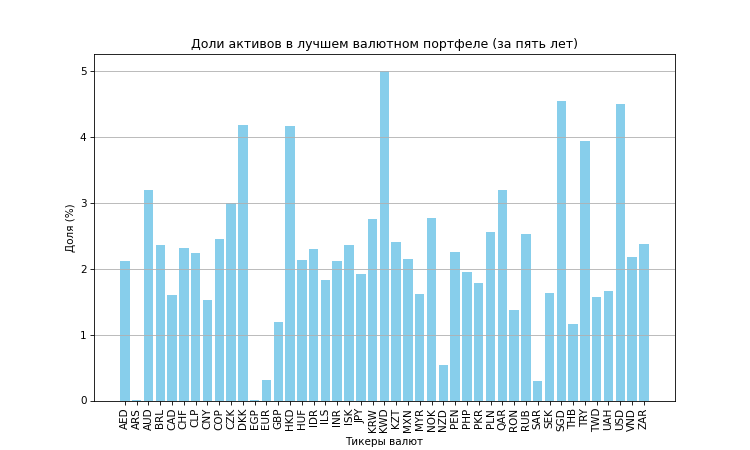 Доли активов в лучшем валютном портфеле (за пять лет)
Доля (%)
5
4
3
2
1
0
AED ARS AUD BRL CAD CHF CLP CNY COP CZK DKK EGP EUR GBP HKD HUF IDR ILS INR ISK JPY KRW KWD KZT MXN MYR NOK NZD PEN PHP PKR PLN QAR RON RUB SAR SEK SGD THB TRY TWD UAH USD VND ZAR
Тикеры валют